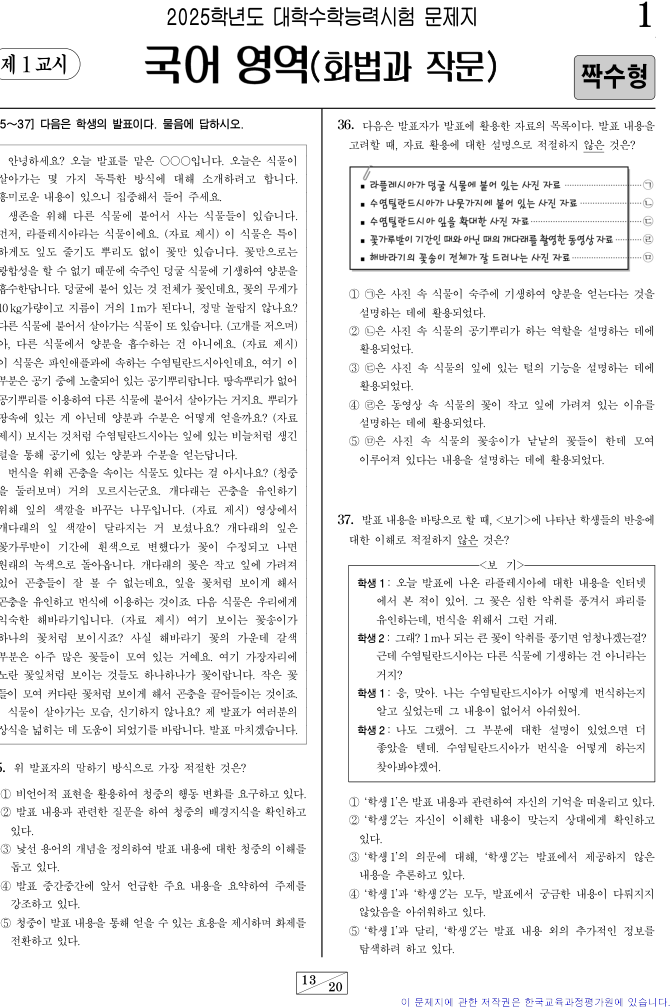 2025학년도 대학수학능력시험 문제지
1
제 1 교시
국어 영역(화법과 작문)
짝수형
5~37] 다음은 학생의 발표이다. 물음에 답하시오.
안녕하세요? 오늘 발표를 맡은 ○○○입니다. 오늘은 식물이
살아가는 몇 가지 독특한 방식에 대해 소개하려고 합니다.
흥미로운 내용이 있으니 집중해서 들어 주세요.
생존을 위해 다른 식물에 붙어서 사는 식물들이 있습니다.
먼저, 라플레시아라는 식물이에요. (자료 제시) 이 식물은 특이
하게도 잎도 줄기도 뿌리도 없이 꽃만 있습니다. 꽃만으로는
광합성을 할 수 없기 때문에 숙주인 덩굴 식물에 기생하여 양분을
흡수한답니다. 덩굴에 붙어 있는 것 전체가 꽃인데요, 꽃의 무게가
10kg가량이고 지름이 거의 1m가 된다니, 정말 놀랍지 않나요?
다른 식물에 붙어서 살아가는 식물이 또 있습니다. (고개를 저으며)
아, 다른 식물에서 양분을 흡수하는 건 아니에요. (자료 제시)
이 식물은 파인애플과에 속하는 수염틸란드시아인데요, 여기 이
부분은 공기 중에 노출되어 있는 공기뿌리랍니다. 땅속뿌리가 없어
공기뿌리를 이용하여 다른 식물에 붙어서 살아가는 거지요. 뿌리가
땅속에 있는 게 아닌데 양분과 수분은 어떻게 얻을까요? (자료
제시) 보시는 것처럼 수염틸란드시아는 잎에 있는 비늘처럼 생긴
털을 통해 공기에 있는 양분과 수분을 얻는답니다.
번식을 위해 곤충을 속이는 식물도 있다는 걸 아시나요? (청중
을 둘러보며) 거의 모르시는군요. 개다래는 곤충을 유인하기
위해 잎의 색깔을 바꾸는 나무입니다. (자료 제시) 영상에서
개다래의 잎 색깔이 달라지는 거 보셨나요? 개다래의 잎은
꽃가루받이 기간에 흰색으로 변했다가 꽃이 수정되고 나면
원래의 녹색으로 돌아옵니다. 개다래의 꽃은 작고 잎에 가려져
있어 곤충들이 잘 볼 수 없는데요, 잎을 꽃처럼 보이게 해서
곤충을 유인하고 번식에 이용하는 것이죠. 다음 식물은 우리에게
익숙한 해바라기입니다. (자료 제시) 여기 보이는 꽃송이가
하나의 꽃처럼 보이시죠? 사실 해바라기 꽃의 가운데 갈색
부분은 아주 많은 꽃들이 모여 있는 거예요. 여기 가장자리에
노란 꽃잎처럼 보이는 것들도 하나하나가 꽃이랍니다. 작은 꽃
들이 모여 커다란 꽃처럼 보이게 해서 곤충을 끌어들이는 것이죠.
식물이 살아가는 모습, 신기하지 않나요? 제 발표가 여러분의
상식을 넓히는 데 도움이 되었기를 바랍니다. 발표 마치겠습니다.
5. 위 발표자의 말하기 방식으로 가장 적절한 것은?
① 비언어적 표현을 활용하여 청중의 행동 변화를 요구하고 있다.
② 발표 내용과 관련한 질문을 하여 청중의 배경지식을 확인하고
있다.
③ 낯선 용어의 개념을 정의하여 발표 내용에 대한 청중의 이해를
돕고 있다.
④ 발표 중간중간에 앞서 언급한 주요 내용을 요약하여 주제를
강조하고 있다.
⑤ 청중이 발표 내용을 통해 얻을 수 있는 효용을 제시하며 화제를
전환하고 있다.
36. 다음은 발표자가 발표에 활용한 자료의 목록이다. 발표 내용을
고려할 때, 자료 활용에 대한 설명으로 적절하지 않은 것은?
▪ 라플레시아가 덩굴 식물에 붙어 있는 사진 자료 ㉠
▪ 수염틸란드시아가 나뭇가지에 붙어 있는 사진 자료 ㉡
▪ 수염틸란드시아 잎을 확대한 사진 자료 ㉢
▪ 꽃가루받이 기간인 때와 아닌 때의 개다래를 촬영한 동영상 자료 ㉣
▪ 해바라기의 꽃송이 전체가 잘 드러나는 사진 자료 ㉤
① ㉠은 사진 속 식물이 숙주에 기생하여 양분을 얻는다는 것을
설명하는 데에 활용되었다.
② ㉡은 사진 속 식물의 공기뿌리가 하는 역할을 설명하는 데에
활용되었다.
③ ㉢은 사진 속 식물의 잎에 있는 털의 기능을 설명하는 데에
활용되었다.
④ ㉣은 동영상 속 식물의 꽃이 작고 잎에 가려져 있는 이유를
설명하는 데에 활용되었다.
⑤ ㉤은 사진 속 식물의 꽃송이가 낱낱의 꽃들이 한데 모여
이루어져 있다는 내용을 설명하는 데에 활용되었다.
37. 발표 내용을 바탕으로 할 때, <보기>에 나타난 학생들의 반응에
대한 이해로 적절하지 않은 것은?
<보 기>
학생 1 : 오늘 발표에 나온 라플레시아에 대한 내용을 인터넷
에서 본 적이 있어. 그 꽃은 심한 악취를 풍겨서 파리를
유인하는데, 번식을 위해서 그런 거래.
학생 2 : 그래? 1m나 되는 큰 꽃이 악취를 풍기면 엄청나겠는걸?
근데 수염틸란드시아는 다른 식물에 기생하는 건 아니라는
거지?
학생 1 : 응, 맞아. 나는 수염틸란드시아가 어떻게 번식하는지
알고 싶었는데 그 내용이 없어서 아쉬웠어.
학생 2 : 나도 그랬어. 그 부분에 대한 설명이 있었으면 더
좋았을 텐데. 수염틸란드시아가 번식을 어떻게 하는지
찾아봐야겠어.
① ‘학생 1’은 발표 내용과 관련하여 자신의 기억을 떠올리고 있다.
② ‘학생 2’는 자신이 이해한 내용이 맞는지 상대에게 확인하고
있다.
③ ‘학생 1’의 의문에 대해, ‘학생 2’는 발표에서 제공하지 않은
내용을 추론하고 있다.
④ ‘학생 1’과 ‘학생 2’는 모두, 발표에서 궁금한 내용이 다뤄지지
않았음을 아쉬워하고 있다.
⑤ ‘학생 1’과 달리, ‘학생 2’는 발표 내용 외의 추가적인 정보를
탐색하려 하고 있다.
13
20
이 문제지에 관한 저작권은 한국교육과정평가원에 있습니다.